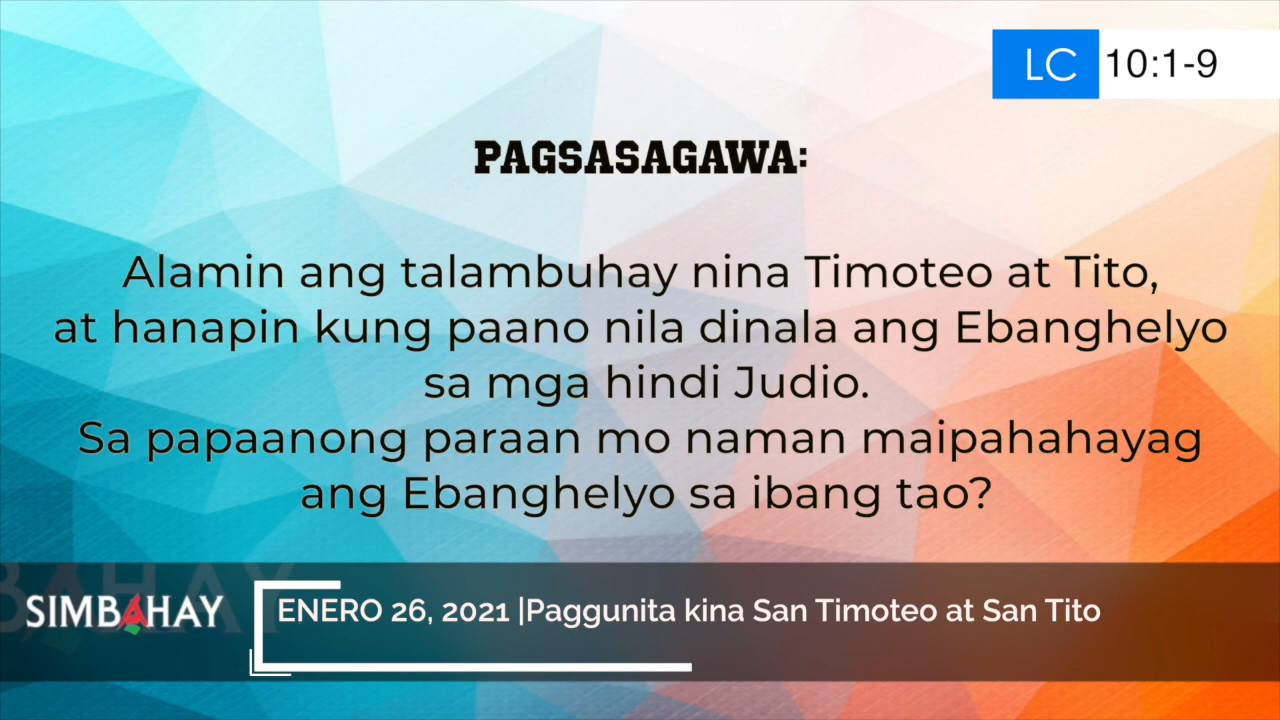 LC 10:1-9
PAGSASAGAWA:
Alamin ang talambuhay nina Timoteo at Tito,
at hanapin kung paano nila dinala ang Ebanghelyo
sa mga hindi Judio.
Sa papaanong paraan mo naman maipahahayag
ang Ebanghelyo sa ibang tao?
SIMBAHAY
ENERO 26, 2021 |Paggunita kina San Timoteo at San Tito